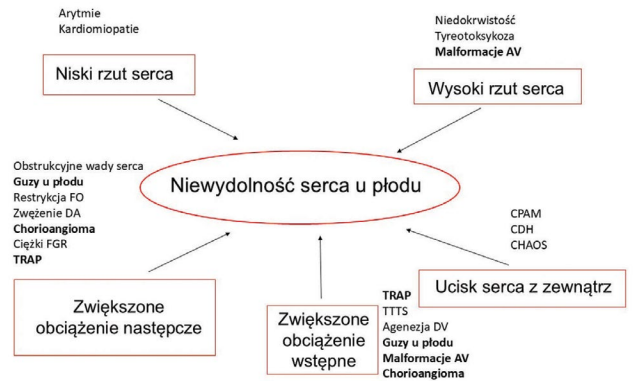 Arytmie
Kardiomiopatie
Niski rzut serca
Niedokrwistość
Tyreotoksykoza
Malformacje AV
Wysoki rzut serca
Niewydolność serca u płodu
Obstrukcyjne wady serca
Guzy u płodu
Restrykcja FO
Zwężenie DA
Chorioangioma
Ciężki FGR
TRAP
Zwiększone
obciążenie następcze
Zwiększone
obciążenie
wstępne
TRAP
TTTS
Agenezja DV
Guzy u płodu
Malformacje AV
Chorioangioma
CPAM
CDH
CHAOS
Ucisk serca z zewnątrz